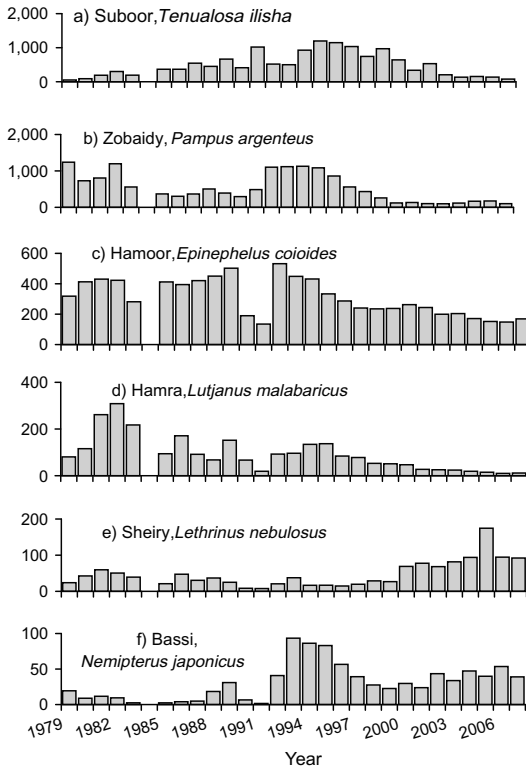 a) Suboor, Tenualosa ilisha
2,000
1,000
0
b) Zobaidy, Pampus argenteus
2,000
1,000
0
c) Hamoor, Epinephelus coioides
600
400
200
0
d) Hamra, Lutjanus malabaricus
400
200
0
e) Sheiry, Lethrinus nebulosus
200
100
0
f) Bassi,
Nemipterus japonicus
100
50
0
1979 1982 1985 1988 1991 1994 1997 2000 2003 2006
Year